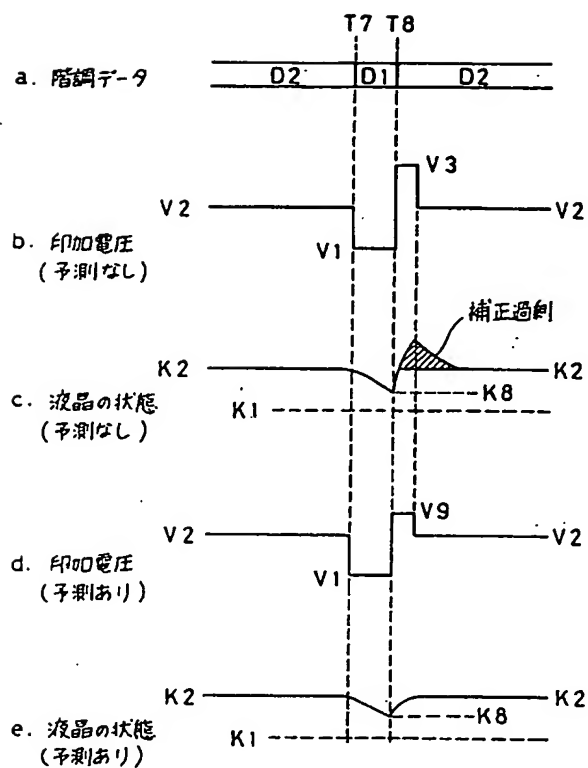 T7 T8
a. 階調データ
D2 D1 D2
V3
V2 V2
b. 印加電圧
(予測なし)
V1
補正過剰
K2 K2
K8
c. 液晶の状態
(予測なし)
K1
V9
V2 V2
d. 印加電圧
(予測あり)
V1
K2 K2
K8
e. 液晶の状態
(予測あり)
K1